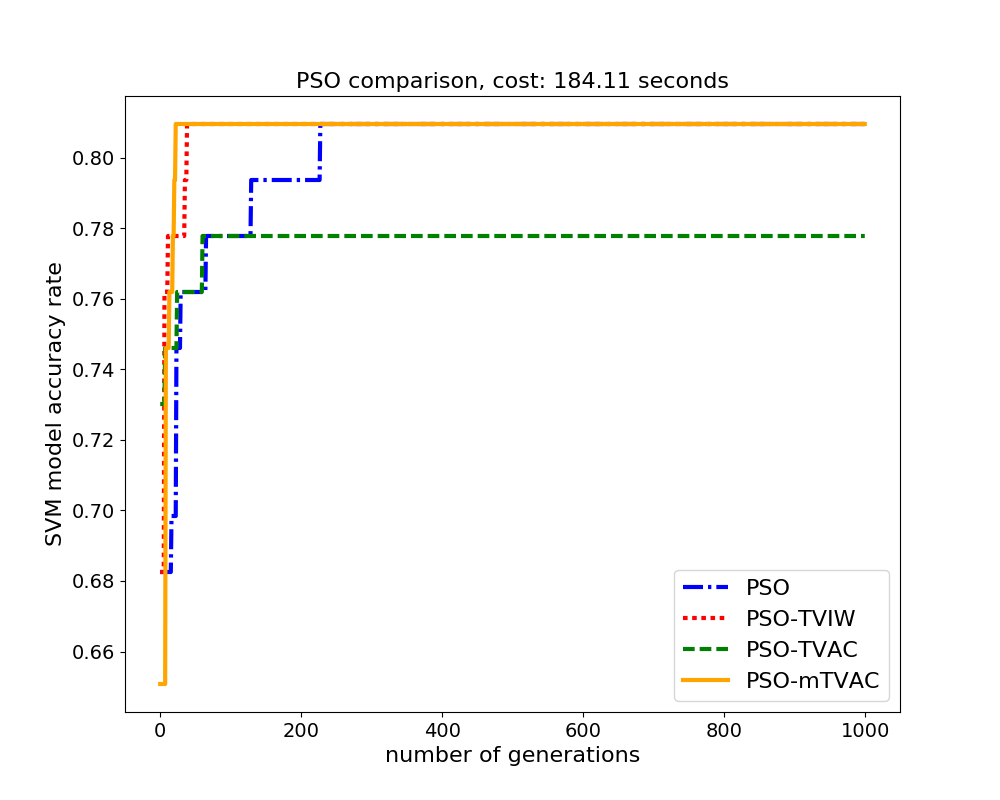 PSO comparison, cost: 184.11 seconds
SVM model accuracy rate
0.80
0.78
0.76
0.74
0.72
0.70
0.68
0.66
0 200 400 600 800 1000
number of generations
PSO
PSO-TVIW
PSO-TVAC
PSO-mTVAC